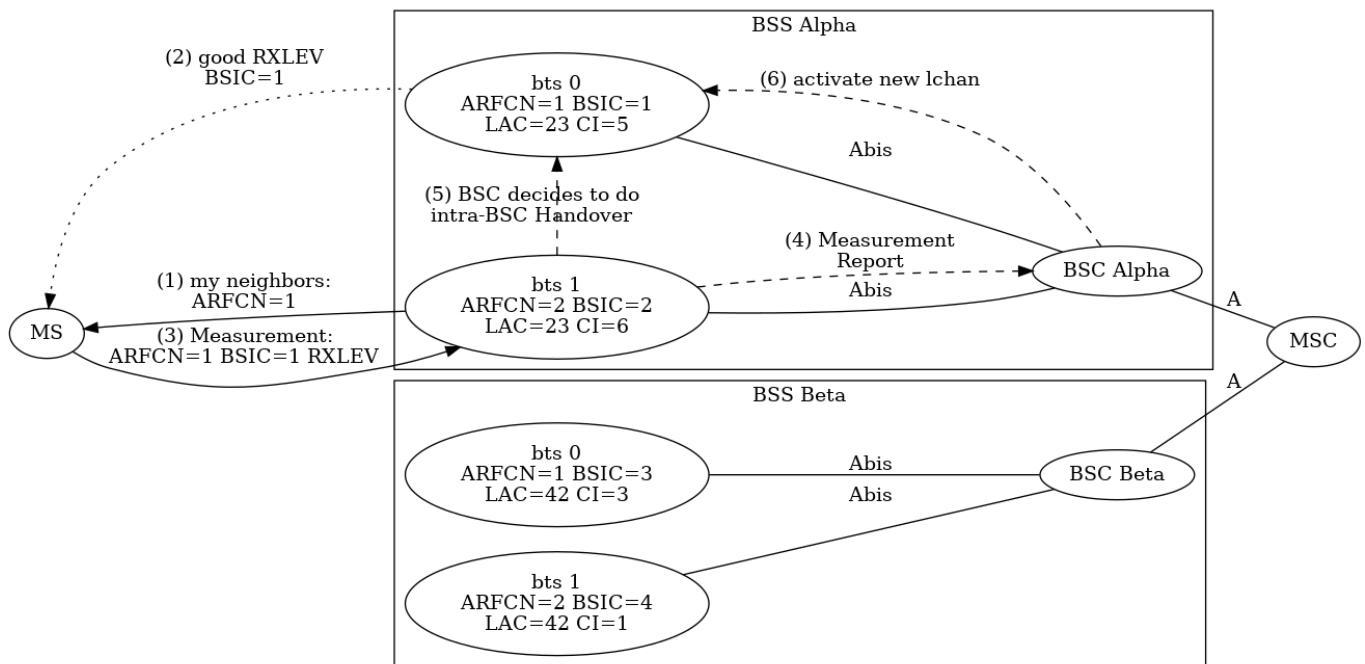 BSS Alpha
(2) good RXLEV
BSIC=1
bts 0
ARFCN=1 BSIC=1
LAC=23 CI=5
(6) activate new lchan
Abis
(5) BSC decides to do
intra-BSC Handover
(4) Measurement
Report
BSC Alpha
Abis
(1) my neighbors:
ARFCN=1
bts 1
ARFCN=2 BSIC=2
LAC=23 CI=6
A
MS
(3) Measurement:
ARFCN=1 BSIC=1 RXLEV
MSC
A
BSS Beta
bts 0
ARFCN=1 BSIC=3
LAC=42 CI=3
Abis
BSC Beta
Abis
bts 1
ARFCN=2 BSIC=4
LAC=42 CI=1